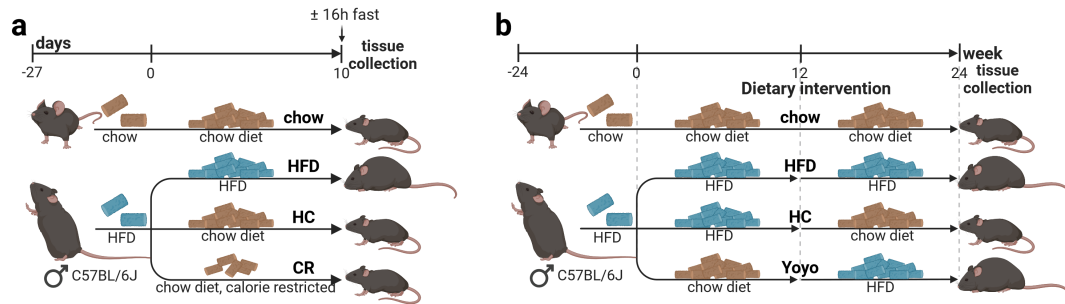 a
± 16h fast
days
tissue
collection
-27
0
10
chow
chow
chow diet
HFD
HFD
HFD
HC
chow diet
CR
chow diet, calorie restricted
♂ C57BL/6J
b
week
-24
0
12
24
tissue
collection
Dietary intervention
chow
chow
chow diet
chow diet
HFD
HFD
HFD
HFD
HC
HFD
chow diet
Yoyo
chow diet
HFD
♂ C57BL/6J